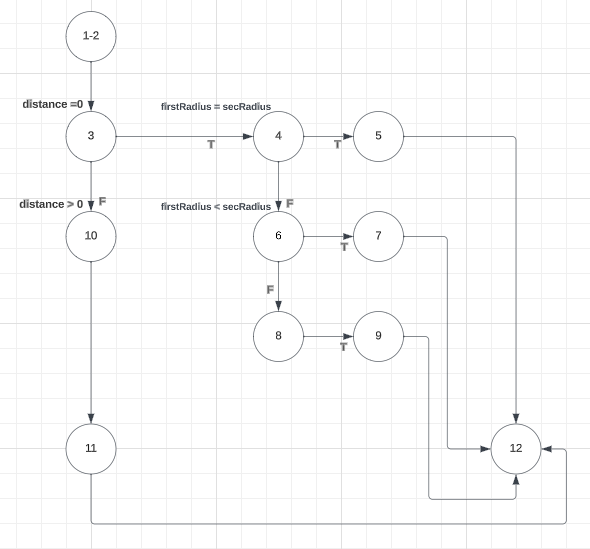 1-2
distance =0
firstRadius = secRadius
3
4
5
T
T
distance > 0
F
firstRadius < secRadius
F
10
6
7
T
F
8
9
T
11
12